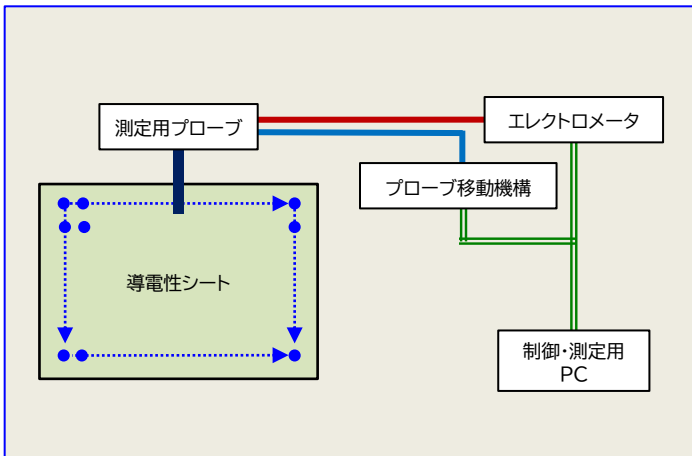 測定用プローブ
エレクトロメータ
プローブ移動機構
導電性シート
制御・測定用
PC